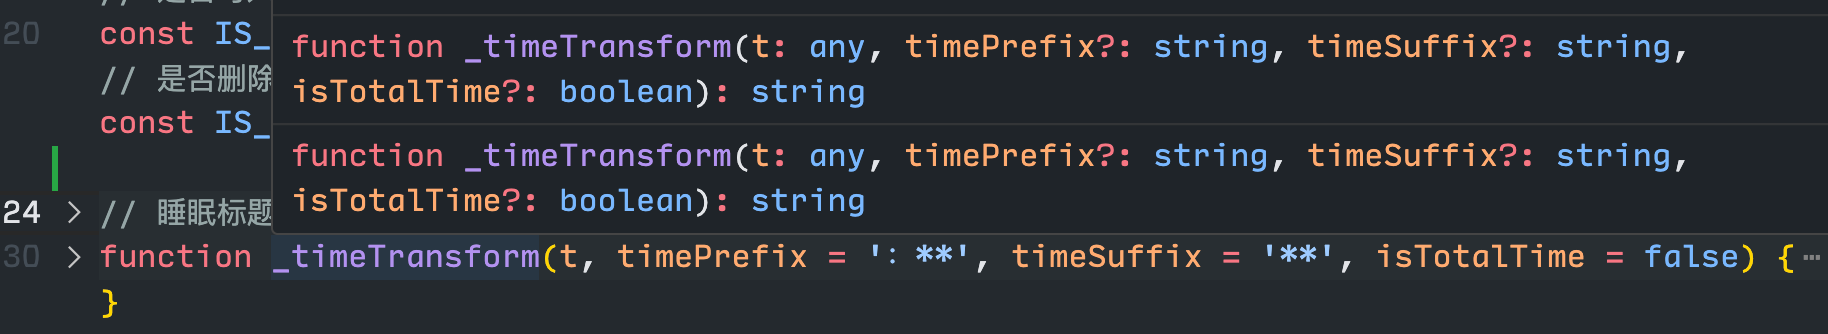 20 const IS_
// 是否删除
const IS_
function _timeTransform(t: any, timePrefix?: string, timeSuffix?: string,
isTotalTime?: boolean): string
function _timeTransform(t: any, timePrefix?: string, timeSuffix?: string,
isTotalTime?: boolean): string
24 > // 睡眠标题
30 > function _timeTransform(t, timePrefix = '：**', timeSuffix = '**', isTotalTime = false) {⋯
}